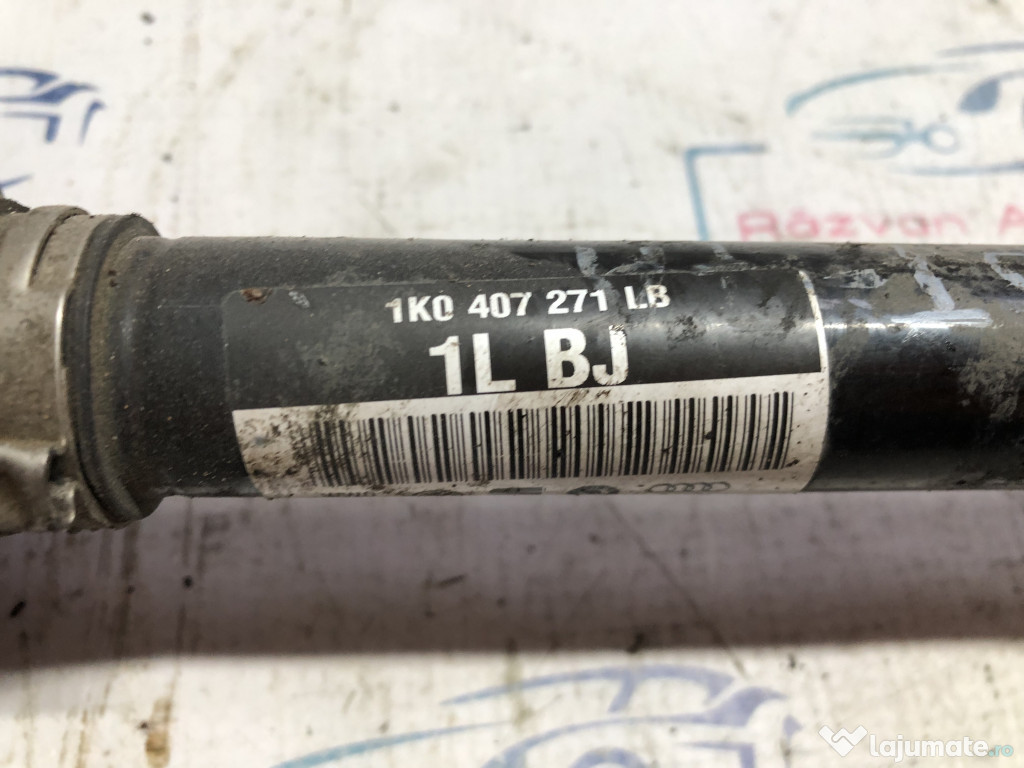 Răzvan A
1K0 407 271 LB
1L BJ
lajumate.ro